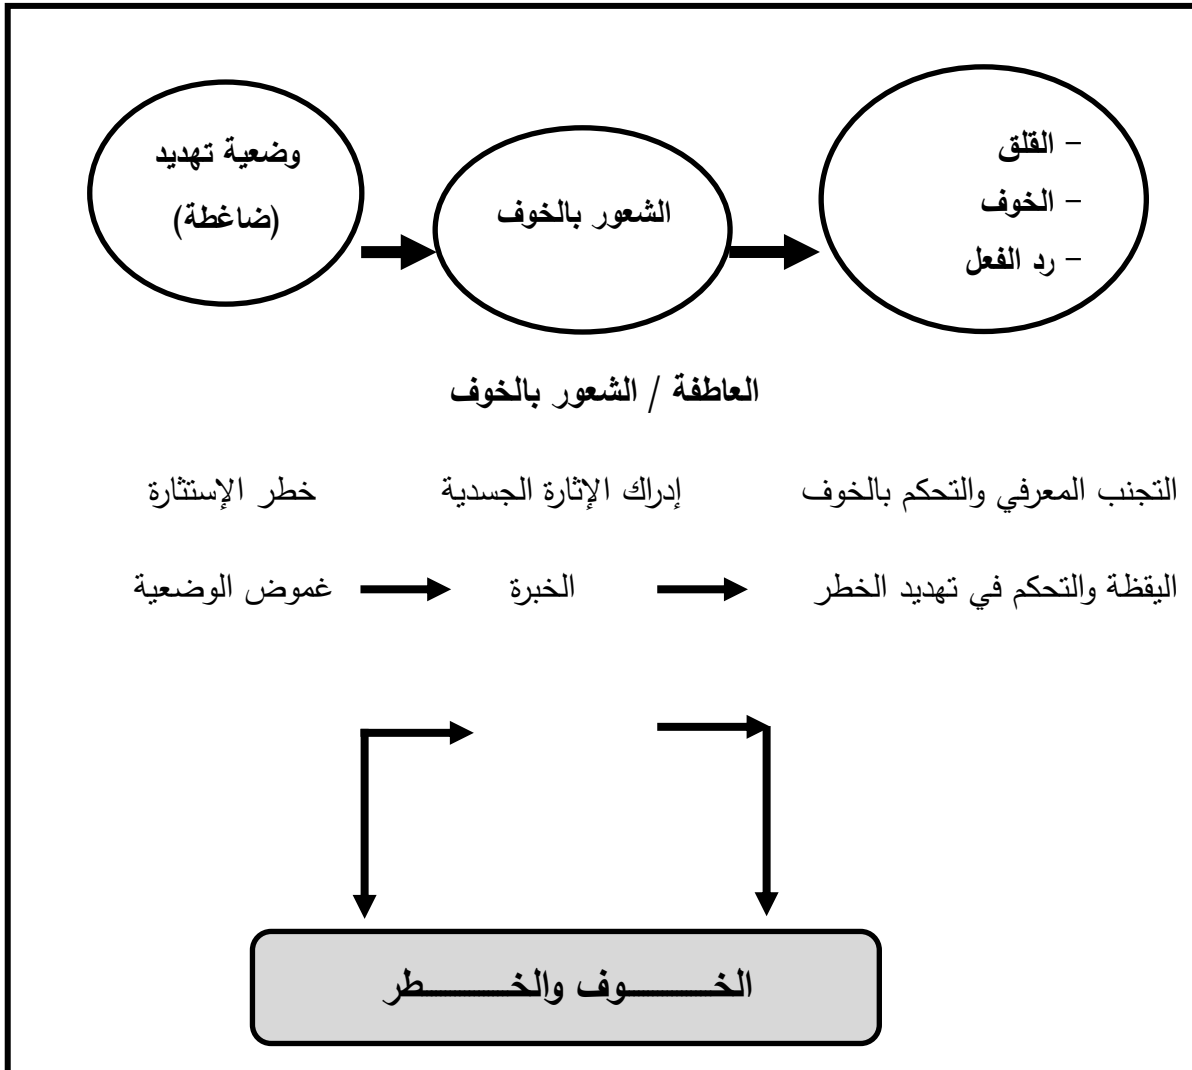 وضعية تهديد
(ضاغطة)
الشعور بالخوف
- القلق
- الخوف
- رد الفعل
العاطفة / الشعور بالخوف
خطر الإستثارة
إدراك الإثارة الجسدية
التجنب المعرفي والتحكم بالخوف
غموض الوضعية
الخبرة
اليقظة والتحكم في تهديد الخطر
الخـــــوف والخـــــطر